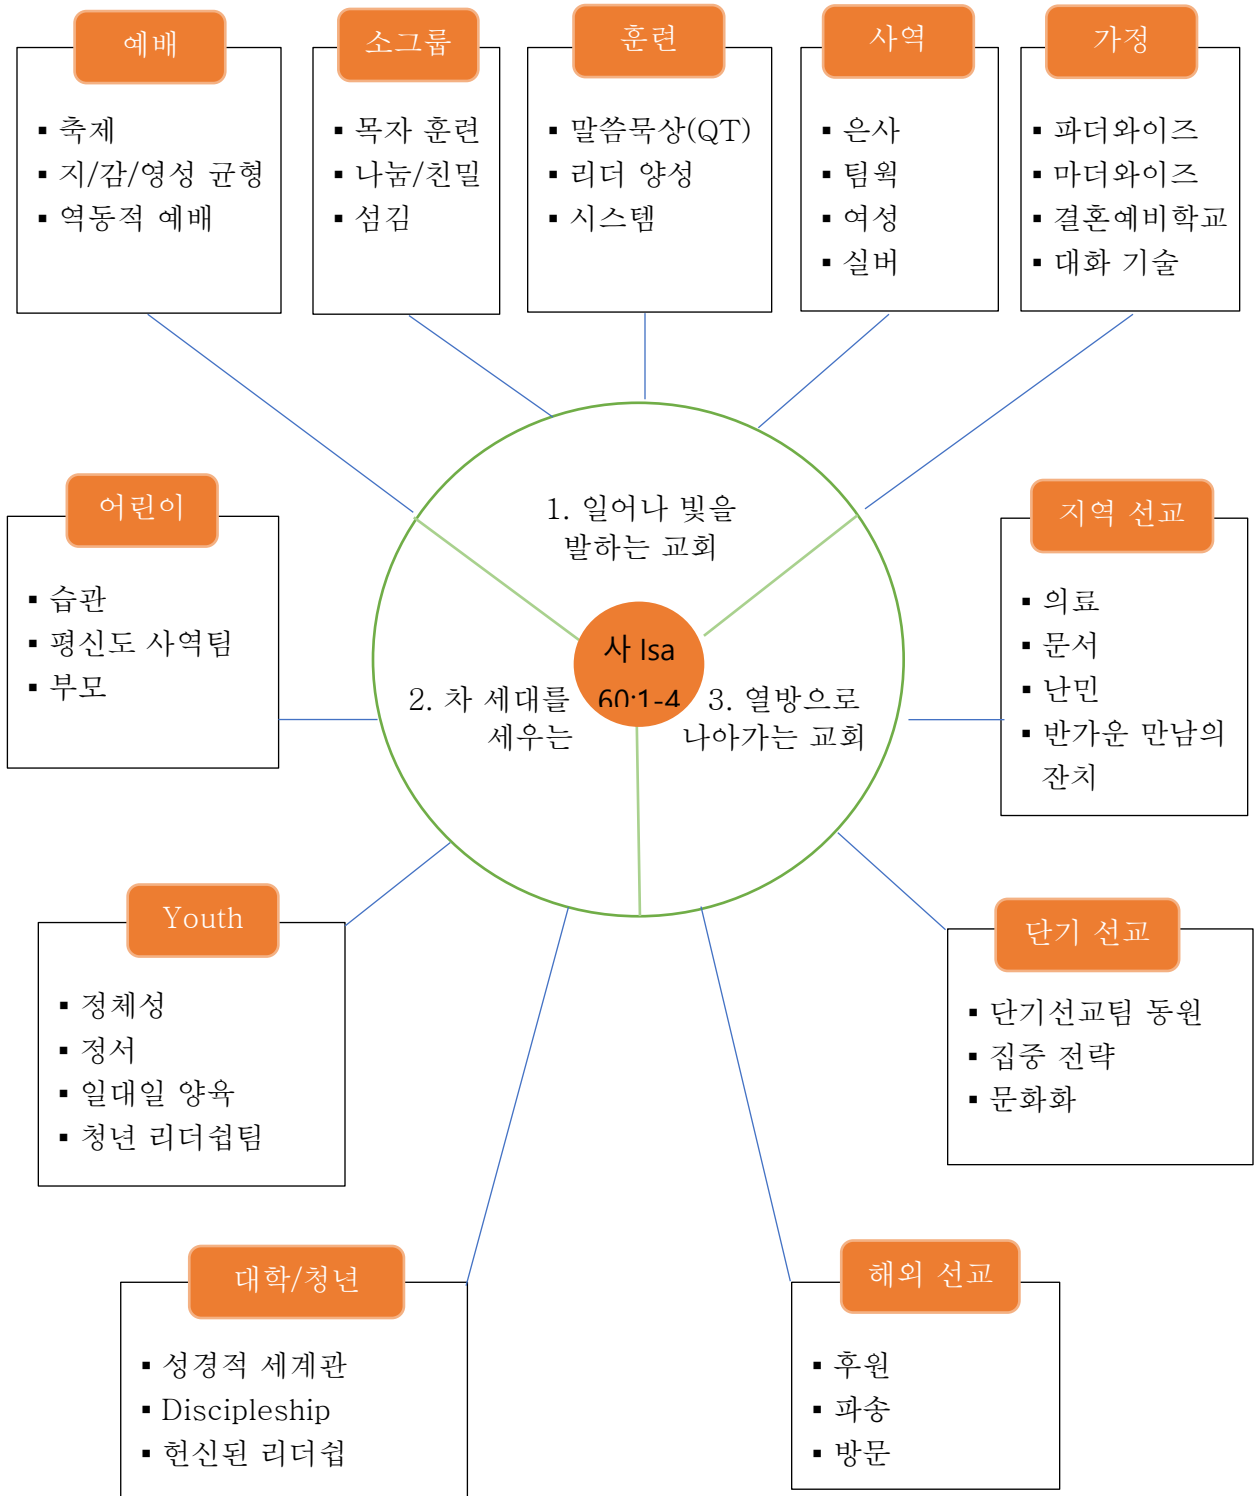 예배
▪ 축제
▪ 지/감/영성 균형
▪ 역동적 예배
소그룹
▪ 목자 훈련
▪ 나눔/친밀
▪ 섬김
훈련
▪ 말씀묵상(QT)
▪ 리더 양성
▪ 시스템
사역
▪ 은사
▪ 팀웍
▪ 여성
▪ 실버
가정
▪ 파더와이즈
▪ 마더와이즈
▪ 결혼예비학교
▪ 대화 기술
1. 일어나 빛을
발하는 교회
사 Isa
60:1-4
2. 차 세대를
세우는
3. 열방으로
나아가는 교회
어린이
▪ 습관
▪ 평신도 사역팀
▪ 부모
지역 선교
▪ 의료
▪ 문서
▪ 난민
▪ 반가운 만남의
잔치
Youth
▪ 정체성
▪ 정서
▪ 일대일 양육
▪ 청년 리더쉽팀
단기 선교
▪ 단기선교팀 동원
▪ 집중 전략
▪ 문화화
대학/청년
▪ 성경적 세계관
▪ Discipleship
▪ 헌신된 리더쉽
해외 선교
▪ 후원
▪ 파송
▪ 방문